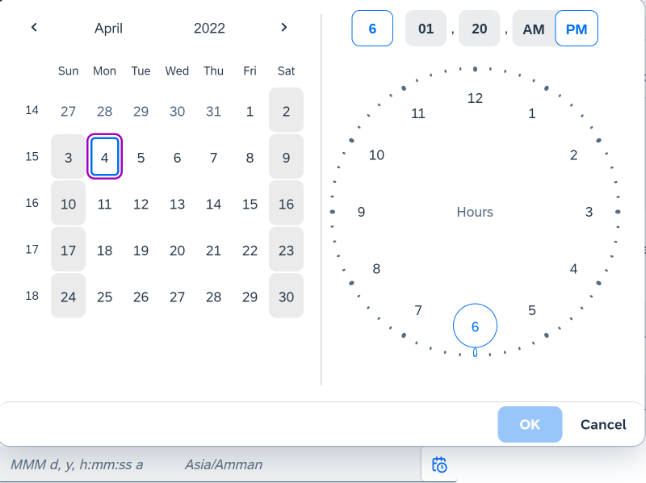 April 2022
6 01 . 20 . AM PM
Sun Mon Tue Wed Thu Fri Sat
14 27 28 29 30 31 1 2
15 3 4 5 6 7 8 9
16 10 11 12 13 14 15 16
17 17 18 19 20 21 22 23
18 24 25 26 27 28 29 30
12
11 1
10 2
9 Hours 3
8 4
7 5
6
OK Cancel
MMM d, y, h:mm:ss a Asia/Amman